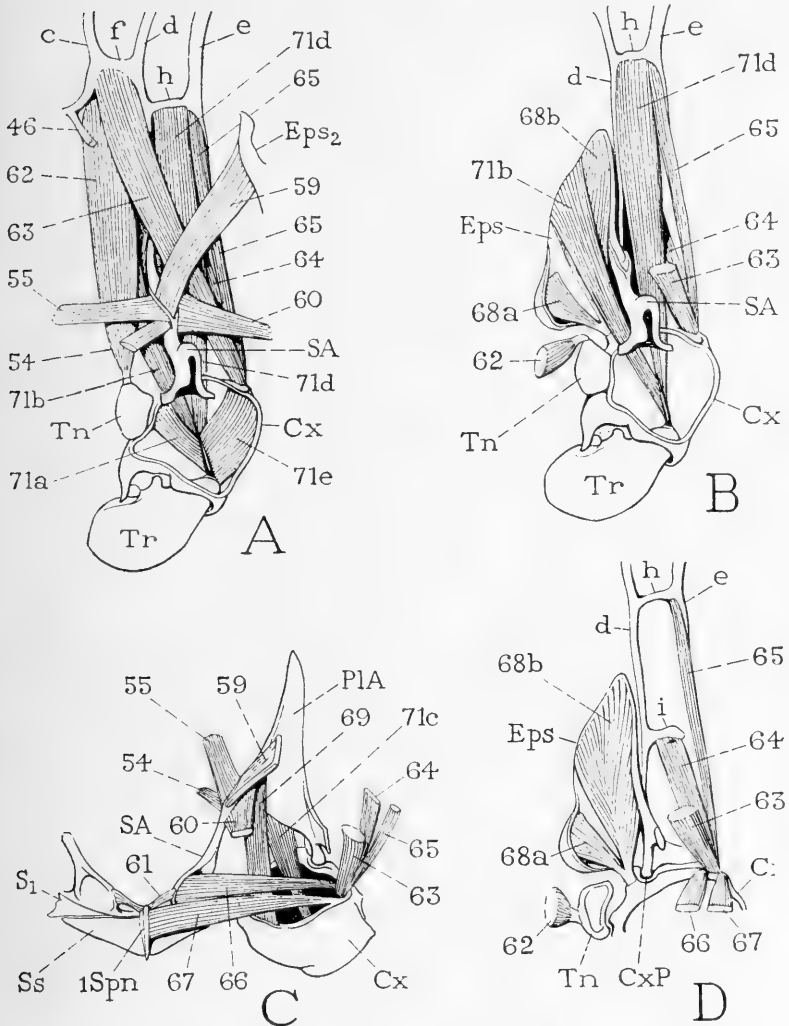 c
f
d
e
h
71d
65
Eps2
46
62
59
63
65
64
55
60
54
SA
71b
71d
Tn
Cx
71a
71e
Tr
A
h
e
d
71d
68b
65
71b
Eps
64
63
SA
68a
62
Cx
Tn
Tr
B
55
59
PlA
69
71c
54
64
60
SA
65
61
63
S1
Ss
1Spn
67
66
Cx
C
h
e
d
68b
65
i
Eps
64
63
68a
62
66
67
Tn
CxP
D